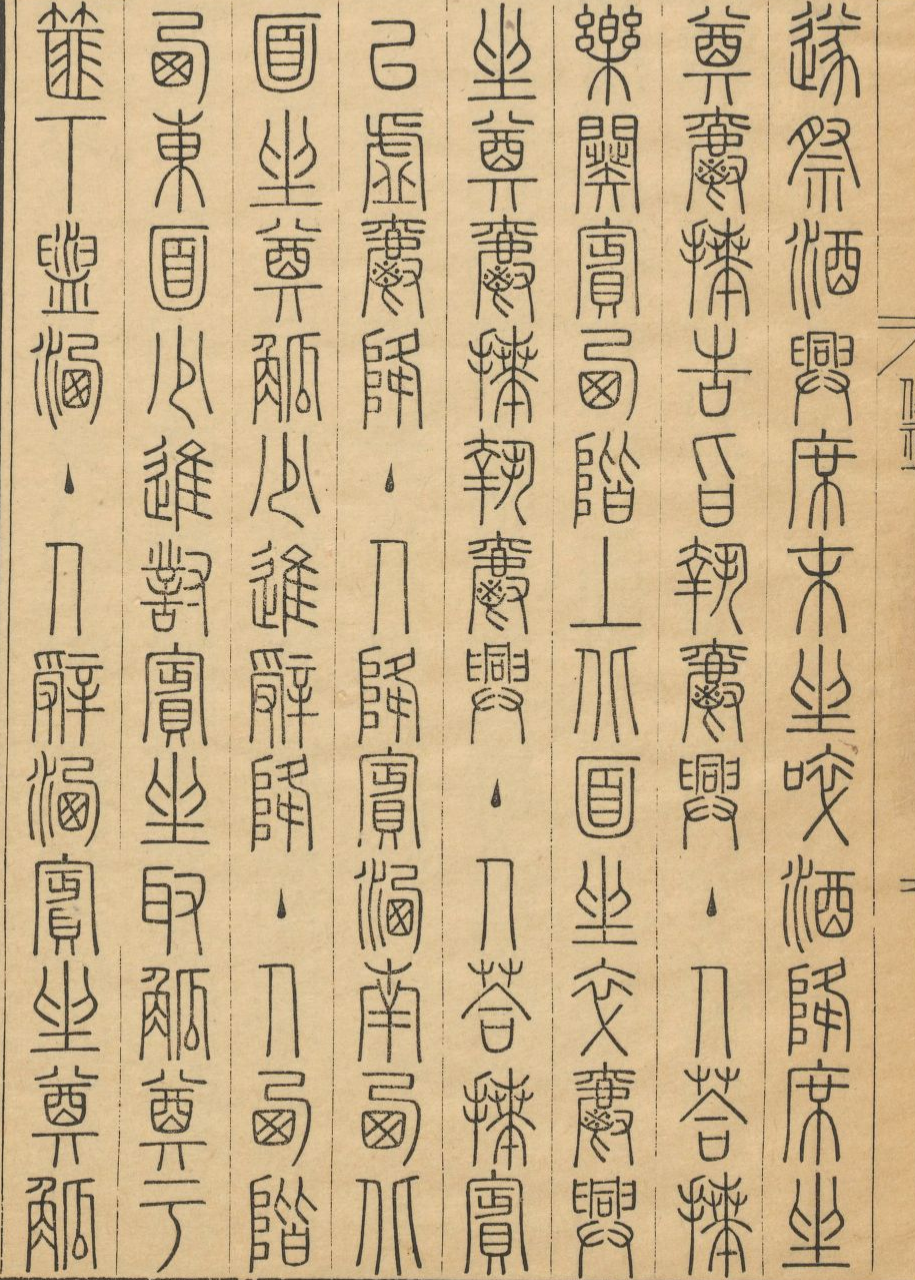 遂祭酒興席末坐啐酒降席坐
奠爵拜告旨執爵興主人答拜
樂闋賓西階上北面坐卒爵興
坐奠爵拜執爵興主人答拜賓
以虛爵降主人降賓洗南西北
面坐奠觚少進辭降主人西階
西東面少進對賓坐取觚奠于
篚下盥洗主人辭洗賓坐奠觚